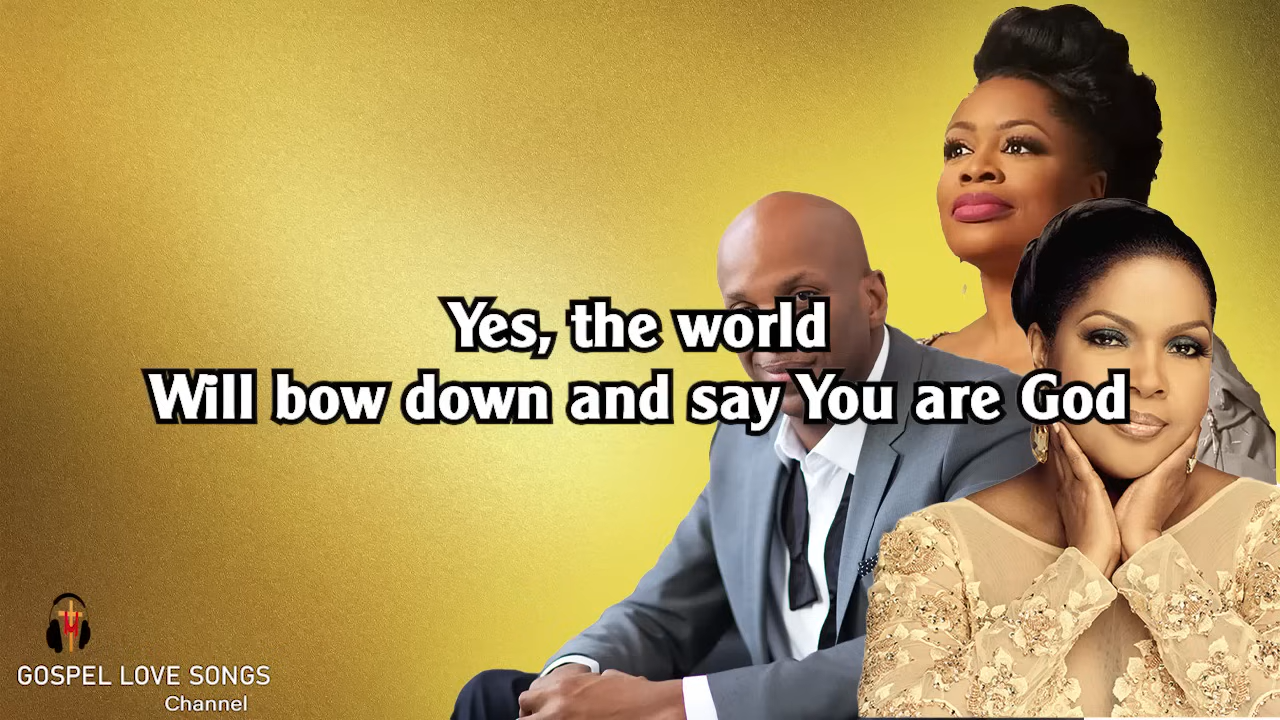 Yes, the world
Will bow down and say You are God
GOSPEL LOVE SONGS
Channel